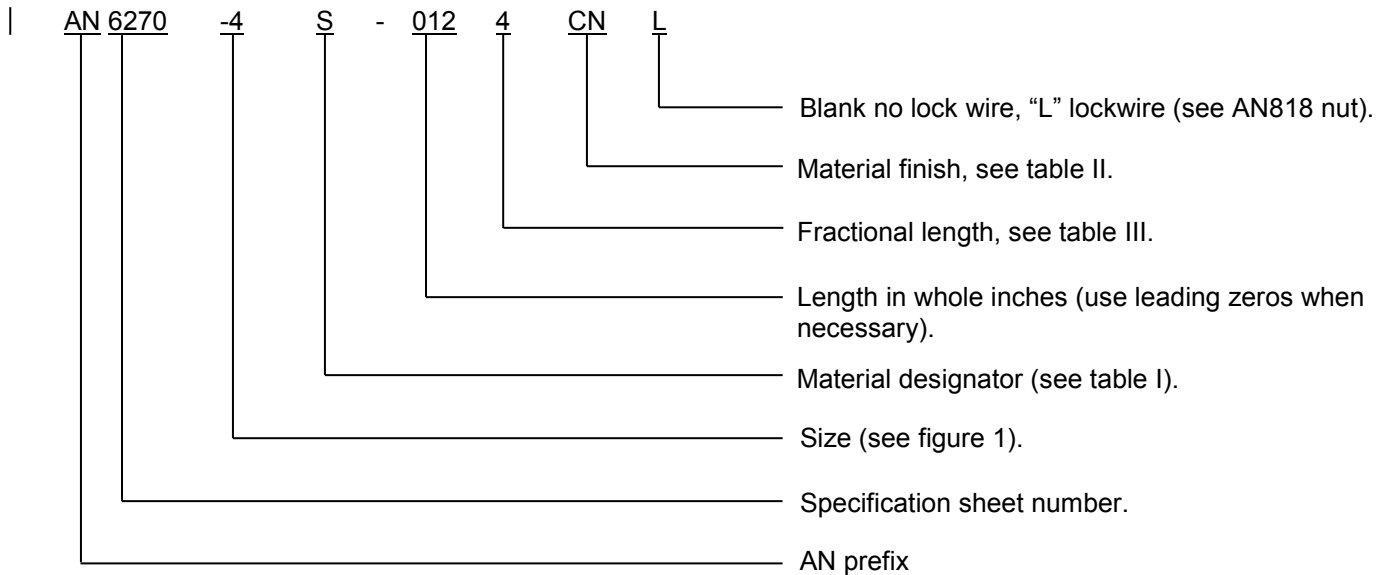 | AN 6270 -4 S - 012 4 CN L
Blank no lock wire, “L” lockwire (see AN818 nut).
Material finish, see table II.
Fractional length, see table III.
Length in whole inches (use leading zeros when
necessary).
Material designator (see table I).
Size (see figure 1).
Specification sheet number.
AN prefix